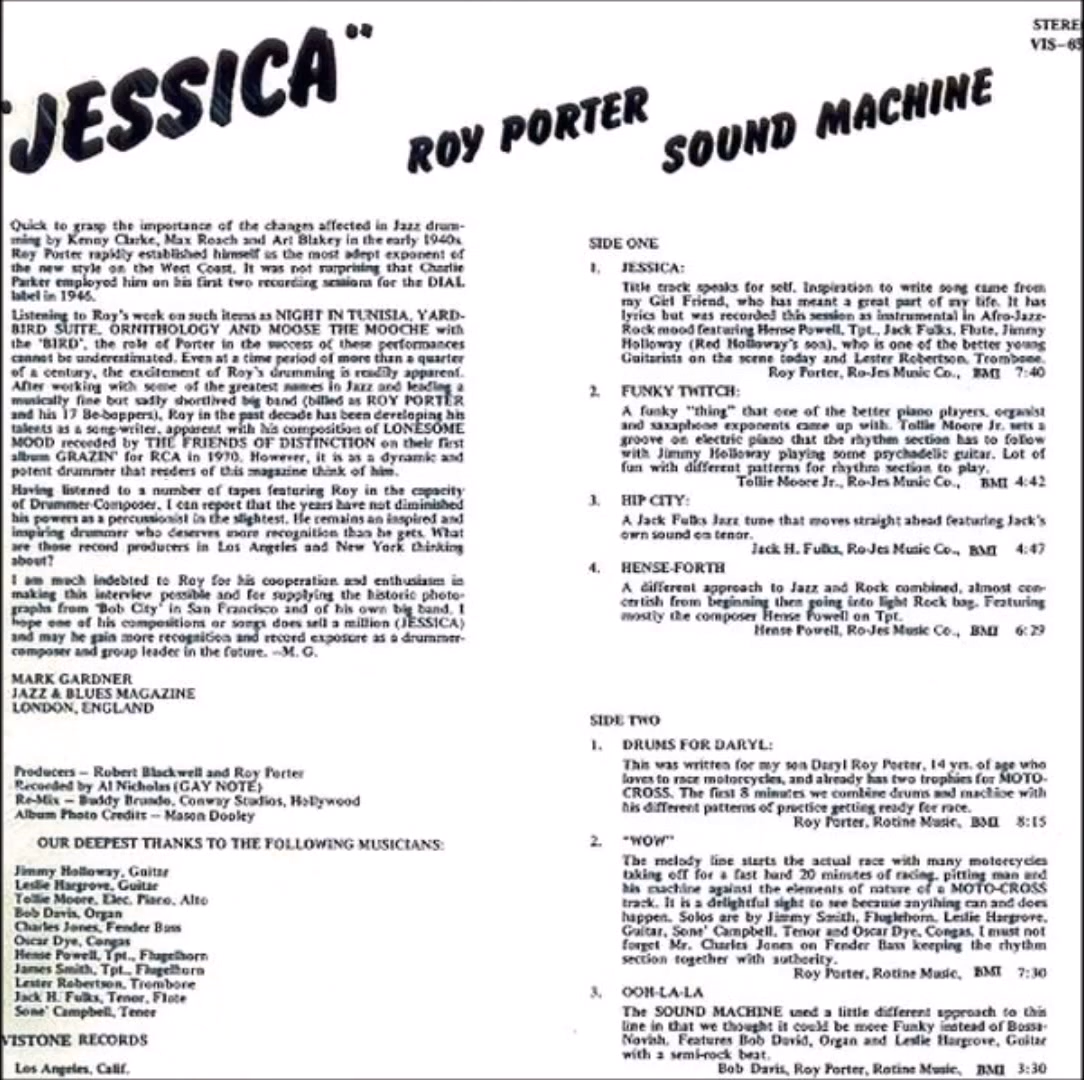 "JESSICA"
ROY PORTER SOUND MACHINE
STERE
VIS-6
Quick to grasp the importance of the changes affected in Jazz drum-
ming by Kenny Clarke, Max Roach and Art Blakey in the early 1940s.
Roy Porter rapidly established himself as the most adept exponent of
the new style on the West Coast. It was not surprising that Charlie
Parker employed him on his first two recording sessions for the DIAL
label in 1946.
Listening to Roy's work on such items as NIGHT IN TUNISIA, YARD-
BIRD SUITE, ORNITHOLOGY AND MOOSE THE MOOCHE with
the 'BIRD', the role of Porter in the success of these performances
cannot be underestimated. Even at a time period of more than a quarter
of a century, the excitement of Roy's drumming is readily apparent.
After working with some of the greatest names in Jazz and leading a
musically fine but sadly shortlived big band (billed as ROY PORTER
and his 17 Be-boppers), Roy in the past decade has been developing his
talents as a song-writer, apparent with his composition of LONESOME
MOOD recorded by THE FRIENDS OF DISTINCTION on their first
album GRAZIN' for RCA in 1970. However, it is as a dynamic and
potent drummer that readers of this magazine think of him.
Having listened to a number of tapes featuring Roy in the capacity
of Drummer-Composer, I can report that the years have not diminished
his powers as a percussionist in the slightest. He remains an inspired and
inspiring drummer who deserves more recognition than he gets. What
are those record producers in Los Angeles and New York thinking
about?
I am much indebted to Roy for his cooperation and enthusiasm in
making this interview possible and for supplying the historic photo-
graphs from 'Bob City' in San Francisco and of his own big band. I
hope one of his compositions or songs does sell a million (JESSICA)
and may he gain more recognition and record exposure as a drummer-
composer and group leader in the future. -M. G.
MARK GARDNER
JAZZ & BLUES MAGAZINE
LONDON, ENGLAND
Producers - Robert Blackwell and Roy Porter
Recorded by Al Nicholas (GAY NOTE)
Re-Mix - Buddy Brundo, Conway Studios, Hollywood
Album Photo Credits - Mason Dooley
OUR DEEPEST THANKS TO THE FOLLOWING MUSICIANS:
Jimmy Holloway, Guitar
Leslie Hargrove, Guitar
Tollie Moore, Elec. Piano, Alto
Bob Davis, Organ
Charles Jones, Fender Bass
Oscar Dye, Congas
Hense Powell, Tpt., Flugelhorn
James Smith, Tpt., Flugelhorn
Lester Robertson, Trombone
Jack H. Fulks, Tenor, Flute
Sone' Campbell, Tenor
VISTONE RECORDS
Los Angeles, Calif.
SIDE ONE
1. JESSICA:
Title track speaks for self. Inspiration to write song came from
my Girl Friend, who has meant a great part of my life. It has
lyrics but was recorded this session as instrumental in Afro-Jazz-
Rock mood featuring Hense Powell, Tpt., Jack Fulks, Flute, Jimmy
Holloway (Red Holloway's son), who is one of the better young
Guitarists on the scene today and Lester Robertson, Trombone.
Roy Porter, Ro-Jes Music Co., BMI 7:40
2. FUNKY TWITCH:
A funky "thing" that one of the better piano players, organist
and saxaphone exponents came up with. Tollie Moore Jr. sets a
groove on electric piano that the rhythm section has to follow
with Jimmy Holloway playing some psychadelic guitar. Lot of
fun with different patterns for rhythm section to play.
Tollie Moore Jr., Ro-Jes Music Co., BMI 4:42
3. HIP CITY:
A Jack Fulks Jazz tune that moves straight ahead featuring Jack's
own sound on tenor.
Jack H. Fulks, Ro-Jes Music Co., BMI 4:47
4. HENSE-FORTH
A different approach to Jazz and Rock combined, almost con-
certish from beginning then going into light Rock bag. Featuring
mostly the composer Hense Powell on Tpt.
Hense Powell, Ro-Jes Music Co., BMI 6:29
SIDE TWO
1. DRUMS FOR DARYL:
This was written for my son Daryl Roy Porter, 14 yrs. of age who
loves to race motorcycles, and already has two trophies for MOTO-
CROSS. The first 8 minutes we combine drums and machine with
his different patterns of practice getting ready for race.
Roy Porter, Rotine Music, BMI 8:15
2. "WOW"
The melody line starts the actual race with many motorcycles
taking off for a fast hard 20 minutes of racing, pitting man and
his machine against the elements of nature of a MOTO-CROSS
track. It is a delightful sight to see because anything can and does
happen. Solos are by Jimmy Smith, Fluglehorn, Leslie Hargrove,
Guitar, Sone' Campbell, Tenor and Oscar Dye, Congas. I must not
forget Mr. Charles Jones on Fender Bass keeping the rhythm
section together with authority.
Roy Porter, Rotine Music, BMI 7:30
3. OOH-LA-LA
The SOUND MACHINE used a little different approach to this
line in that we thought it could be more Funky instead of Bossa-
Novish. Features Bob David, Organ and Leslie Hargrove, Guitar
with a semi-rock beat.
Bob Davis, Roy Porter, Rotine Music, BMI 3:30